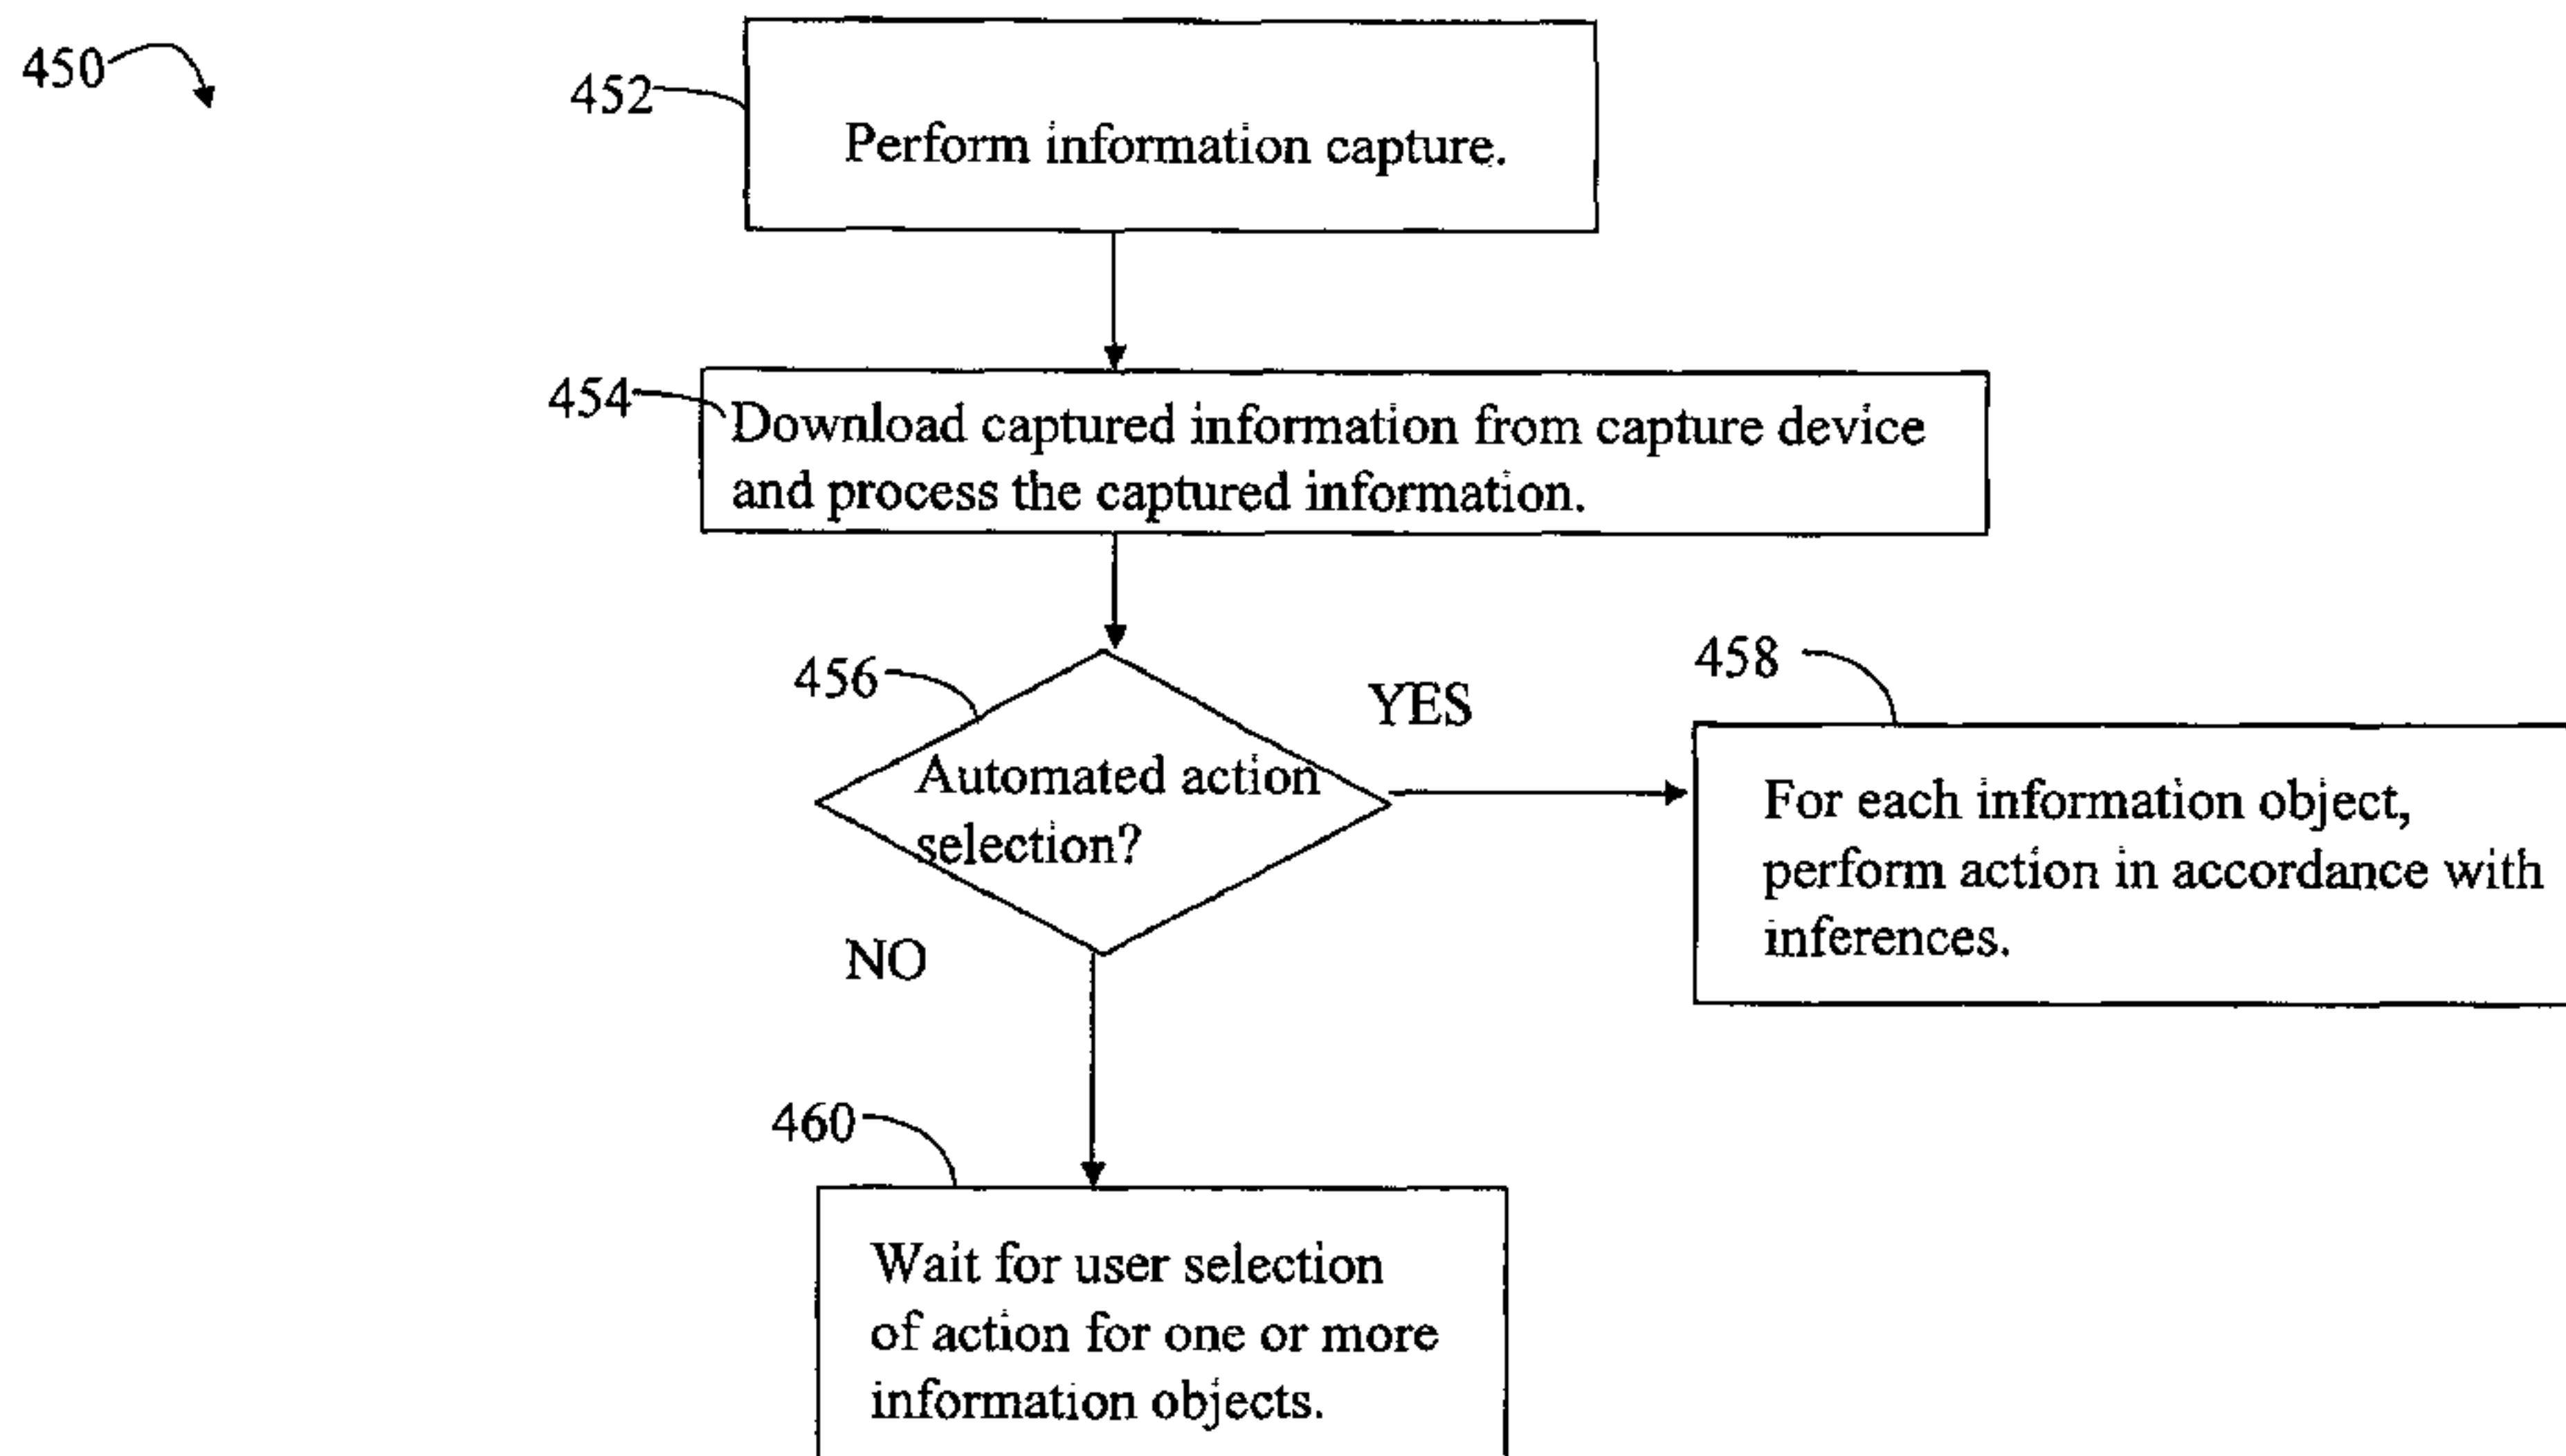 450
452
Perform information capture.
454
Download captured information from capture device
and process the captured information.
456
Automated action
selection?
YES
458
For each information object,
perform action in accordance with
inferences.
NO
460
Wait for user selection
of action for one or more
information objects.